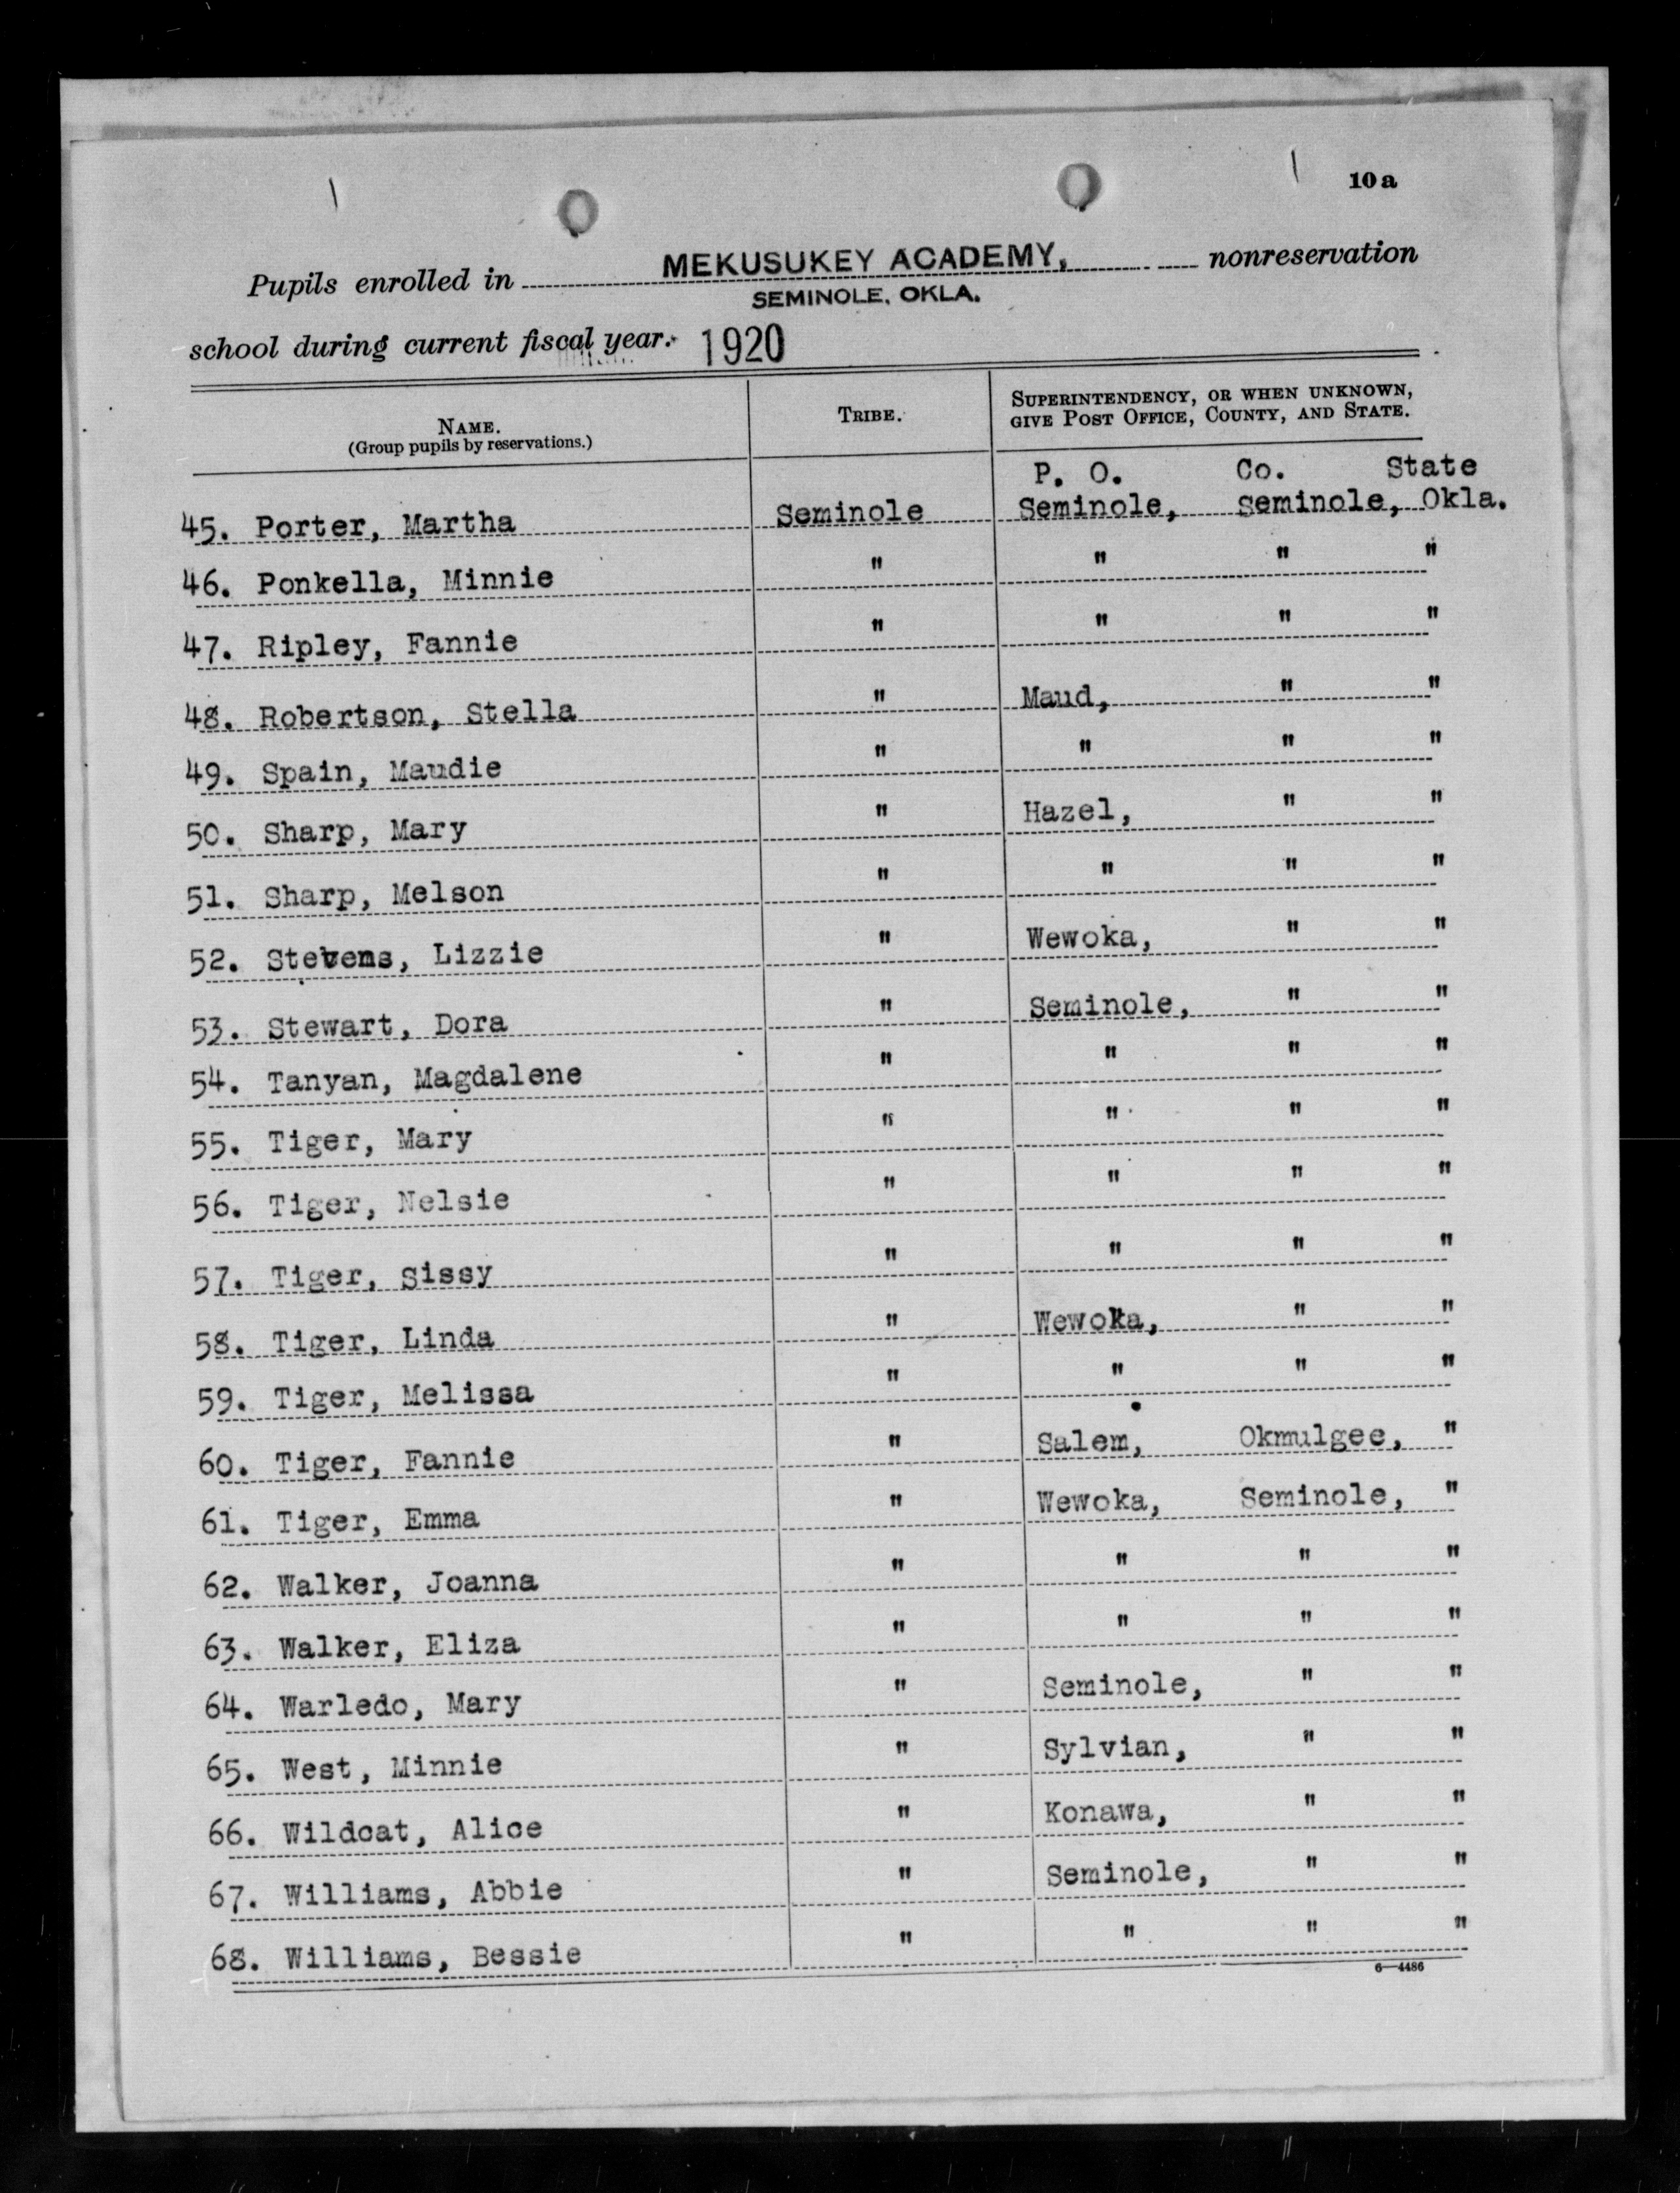 10a
Pupils enrolled in MEKUSUKEY ACADEMY, nonreservation
SEMINOLE, OKLA.
school during current fiscal year. 1920
NAME. TRIBE. SUPERINTENDENCY, OR WHEN UNKNOWN,
(Group pupils by reservations.) GIVE POST OFFICE, COUNTY, AND STATE.
P. O. Co. State
45. Porter, Martha Seminole Seminole, Seminole, Okla.
46. Ponkella, Minnie " " " "
47. Ripley, Fannie " " " "
48. Robertson, Stella " Maud, " "
49. Spain, Maudie " " " "
50. Sharp, Mary " Hazel, " "
51. Sharp, Melson " " " "
52. Stevens, Lizzie " Wewoka, " "
53. Stewart, Dora " Seminole, " "
54. Tanyan, Magdalene " " " "
55. Tiger, Mary " " " "
56. Tiger, Nelsie " " " "
57. Tiger, Sissy " " " "
58. Tiger, Linda " Wewoka, " "
59. Tiger, Melissa " " " "
60. Tiger, Fannie " Salem, Okmulgee, "
61. Tiger, Emma " Wewoka, Seminole, "
62. Walker, Joanna " " " "
63. Walker, Eliza " " " "
64. Warledo, Mary " Seminole, " "
65. West, Minnie " Sylvian, " "
66. Wildcat, Alice " Konawa, " "
67. Williams, Abbie " Seminole, " "
68. Williams, Bessie " " " "
6—4486